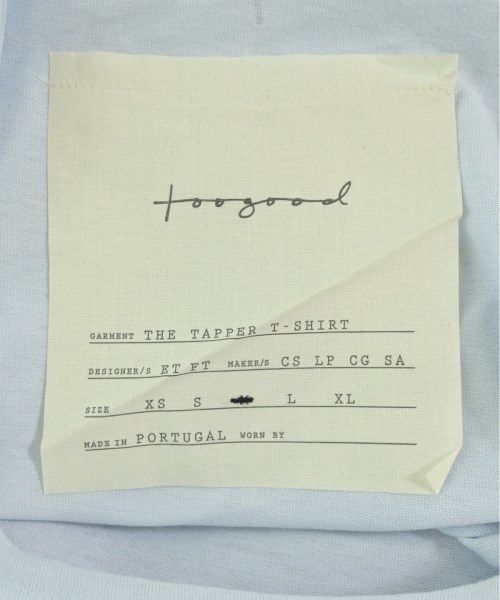 toogood
GARMENT THE TAPPER T-SHIRT
DESIGNER/S ET FT MAKER/S CS LP CG SA
SIZE XS S L XL
MADE IN PORTUGAL WORN BY